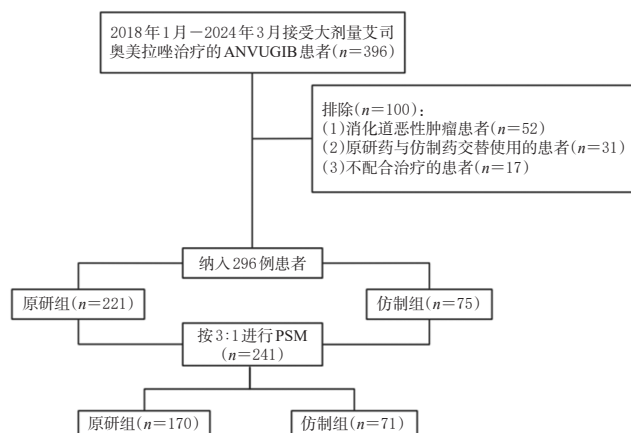 2018年1月－2024年3月接受大剂量艾司
奥美拉唑治疗的ANVUGIB患者(n=396)
排除(n=100)：
(1)消化道恶性肿瘤患者(n=52)
(2)原研药与仿制药交替使用的患者(n=31)
(3)不配合治疗的患者(n=17)
纳入296例患者
原研组(n=221)
仿制组(n=75)
按3∶1进行PSM
(n=241)
原研组(n=170)
仿制组(n=71)